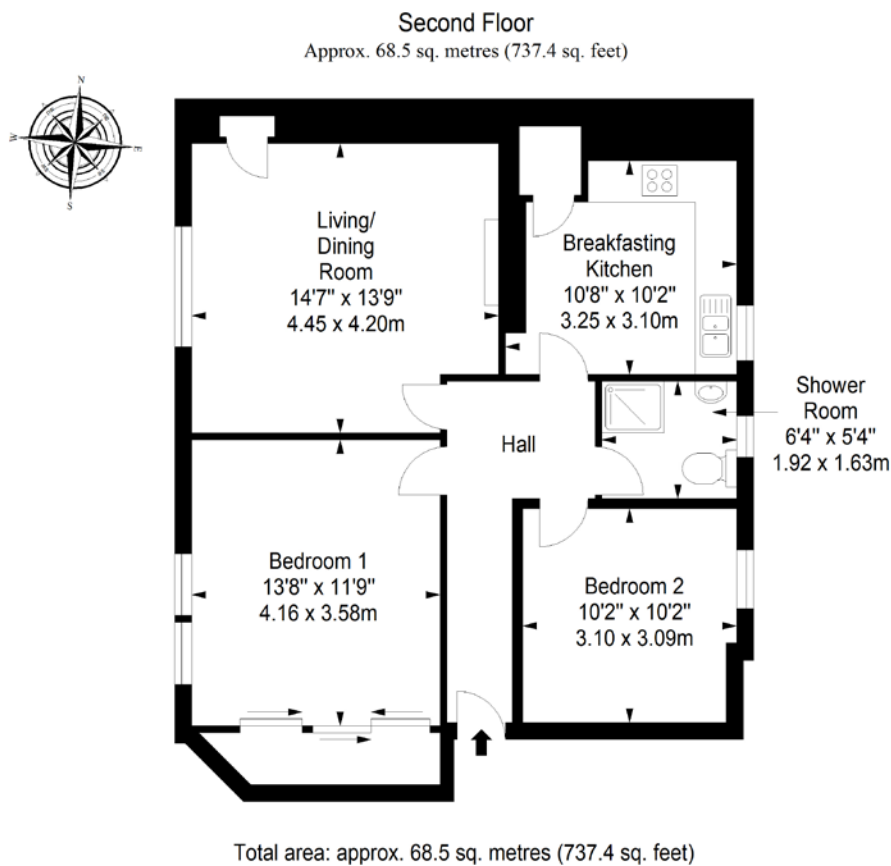 Second Floor
Approx. 68.5 sq. metres (737.4 sq. feet)
N
W
E
S
Living/
Dining
Room
14'7" x 13'9"
4.45 x 4.20m
Breakfasting
Kitchen
10'8" x 10'2"
3.25 x 3.10m
Shower
Room
6'4" x 5'4"
1.92 x 1.63m
Hall
Bedroom 1
13'8" x 11'9"
4.16 x 3.58m
Bedroom 2
10'2" x 10'2"
3.10 x 3.09m
Total area: approx. 68.5 sq. metres (737.4 sq. feet)